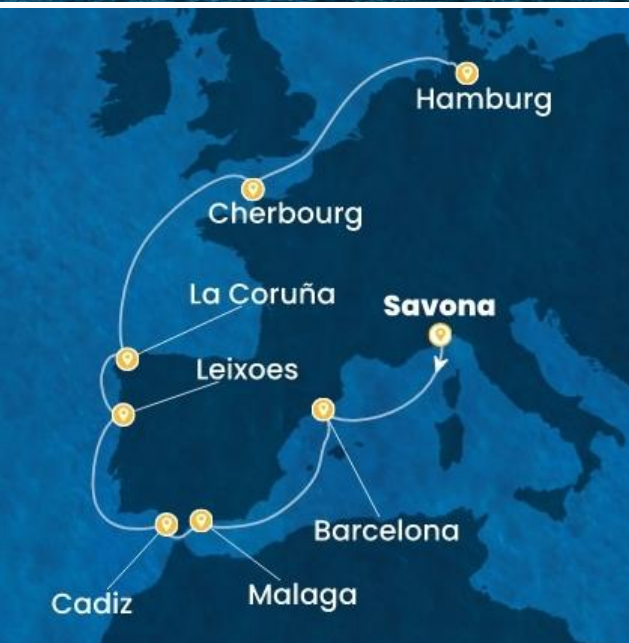 Hamburg
Cherbourg
La Coruña
Savona
Leixoes
Barcelona
Cadiz
Malaga